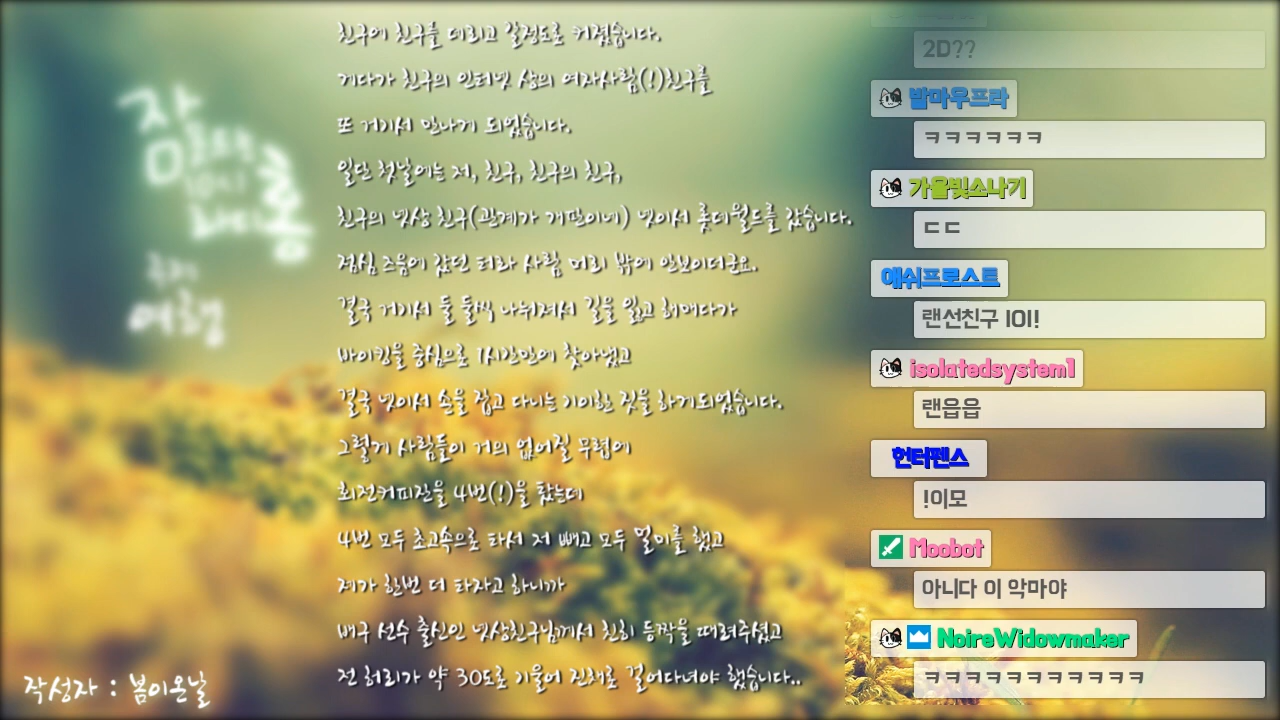 잠
오
롱
주제
여행
친구에 친구를 데리고 올정도로 커졌습니다.
게다가 친구의 인터넷 상의 여자사람(!)친구를
또 거기서 만나게 되었습니다.
일단 첫날에는 저, 친구, 친구의 친구,
친구의 넷상 친구(관계가 개판이네) 넷이서 롯데월드를 갔습니다.
점심 즈음에 갔던 터라 사람 머리 밖에 안보이더군요.
결국 거기서 둘 둘씩 나뉘져서 길을 잃고 헤매다가
바이킹을 중심으로 1시간만에 찾아냈고
결국 넷이서 손을 잡고 다니는 기이한 짓을 하게되었습니다.
그렇게 사람들이 거의 없어질 무렵에
회전커피잔을 4번(!)을 탔는데
4번 모두 초고속으로 타서 저 빼고 모두 멀미를 했고
제가 한번 더 타자고 하니까
배구 선수 출신인 넷상친구님께서 친히 등짝을 때려주셨고
전 허리가 약 30도로 기울어 진채로 걸어다녀야 했습니다..
작성자 : 봄이온날
2D??
발마우프라
ㅋㅋㅋㅋㅋㅋ
가을빛소나기
ㄷㄷ
애쉬프로스트
랜선친구 IOI!
isolatedsystem1
랜읍읍
헌터펜스
!이모
Moobot
아니다 이 악마야
NoireWidowmaker
ㅋㅋㅋㅋㅋㅋㅋㅋㅋㅋㅋ